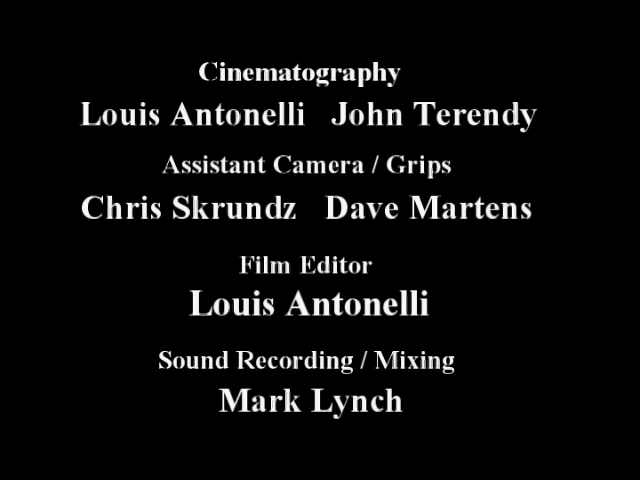 Cinematography
Louis Antonelli John Terendy
Assistant Camera / Grips
Chris Skrundz Dave Martens
Film Editor
Louis Antonelli
Sound Recording / Mixing
Mark Lynch